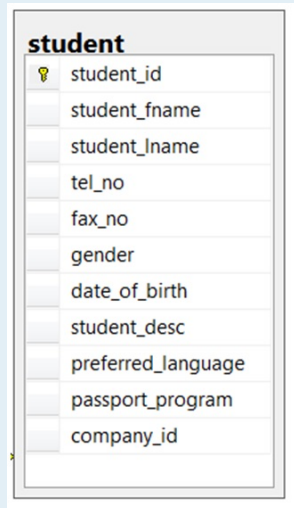 student
student_id
student_fname
student_lname
tel_no
fax_no
gender
date_of_birth
student_desc
preferred_language
passport_program
company_id